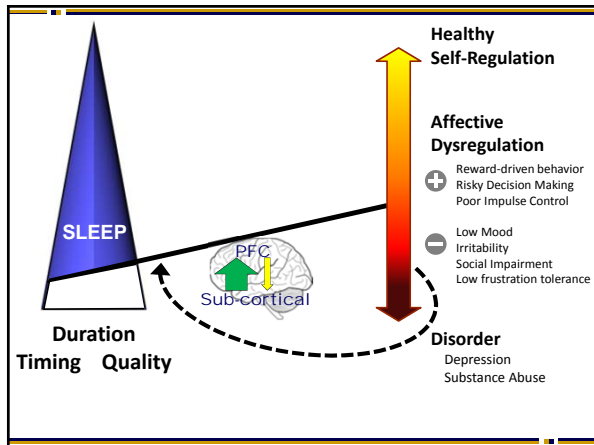 Healthy
Self-Regulation
Affective
Dysregulation
Reward-driven behavior
Risky Decision Making
Poor Impulse Control
SLEEP
Low Mood
Irritability
Social Impairment
Low frustration tolerance
PFC
Sub-cortical
Duration
Timing Quality
Disorder
Depression
Substance Abuse